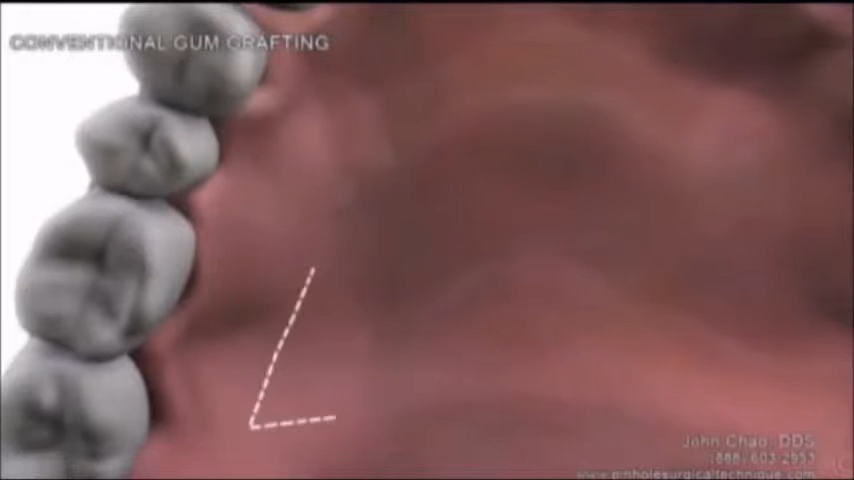 CONVENTIONAL GUM GRAFTING
John Chao, DDS
(888) 603-2953
www.pinholesurgicaltechnique.com